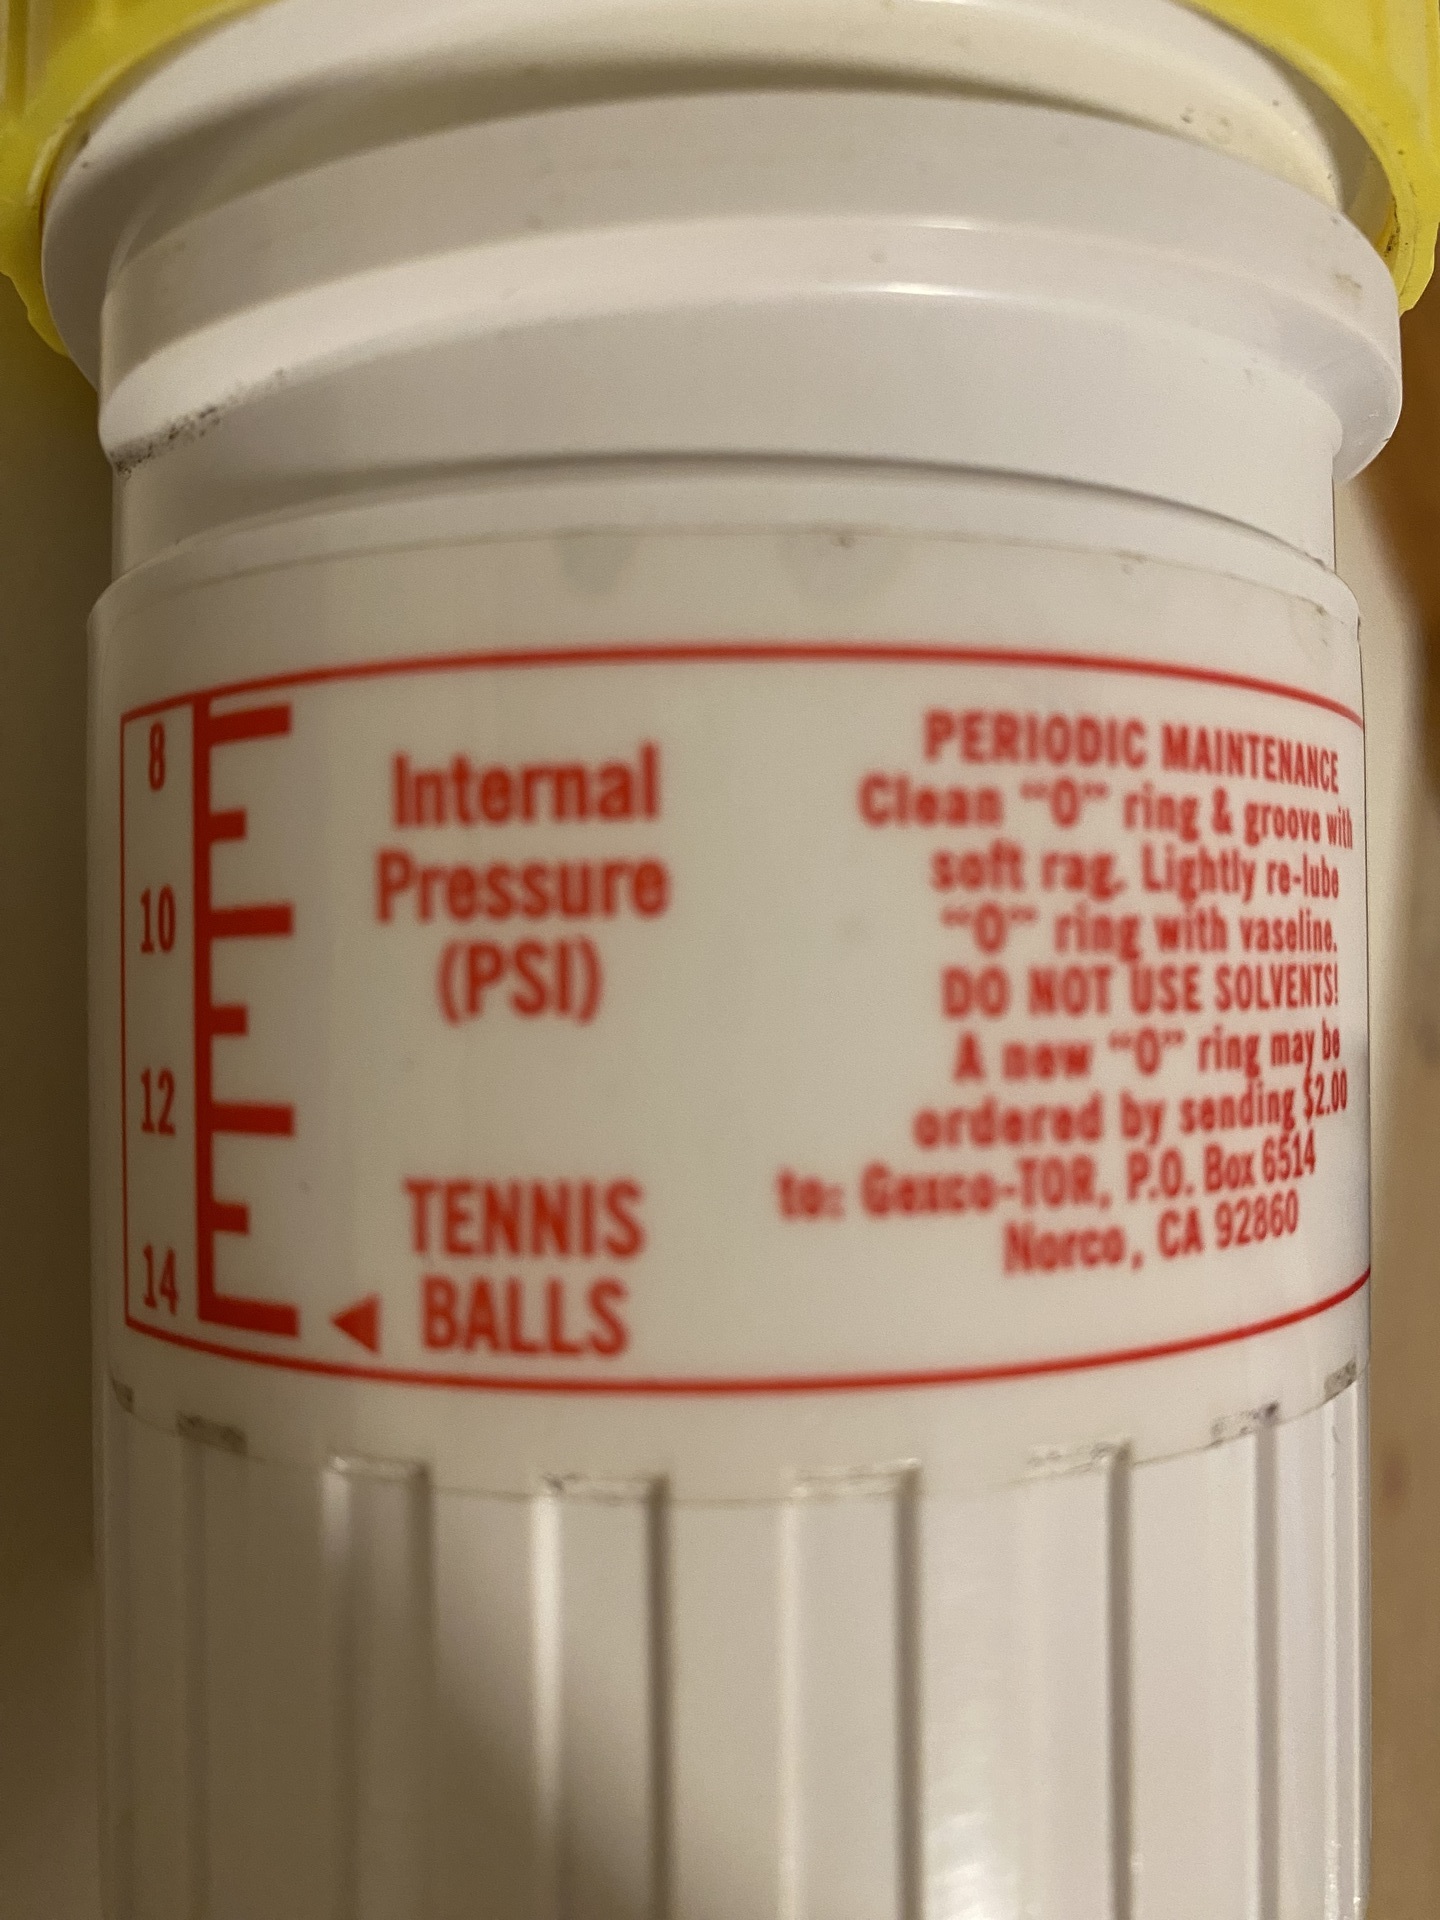 8
10
12
14
Internal
Pressure
(PSI)
TENNIS
BALLS
PERIODIC MAINTENANCE
Clean "O" ring & groove with
soft rag. Lightly re-lube
"O" ring with vaseline.
DO NOT USE SOLVENTS!
A new "O" ring may be
ordered by sending $2.00
to: Gexco-TOR, P.O. Box 6514
Norco, CA 92860